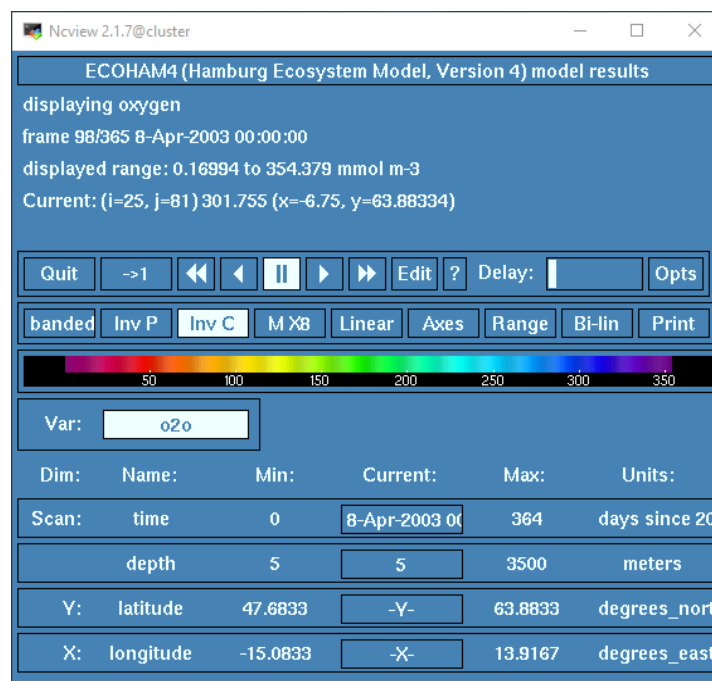 Ncview 2.1.7@cluster
ECOHAM4 (Hamburg Ecosystem Model, Version 4) model results
displaying oxygen
frame 98/365 8-Apr-2003 00:00:00
displayed range: 0.16994 to 354.379 mmol m-3
Current: (i=25, j=81) 301.755 (x=-6.75, y=63.88334)
Quit ->1 Edit ? Delay: Opts
banded Inv P Inv C M X8 Linear Axes Range Bi-lin Print
50 100 150 200 250 300 350
Var: o2o
Dim: Name: Min: Current: Max: Units:
Scan: time 0 8-Apr-2003 00 364 days since 20
depth 5 5 3500 meters
Y: latitude 47.6833 -Y- 63.8833 degrees_nort
X: longitude -15.0833 -X- 13.9167 degrees_east